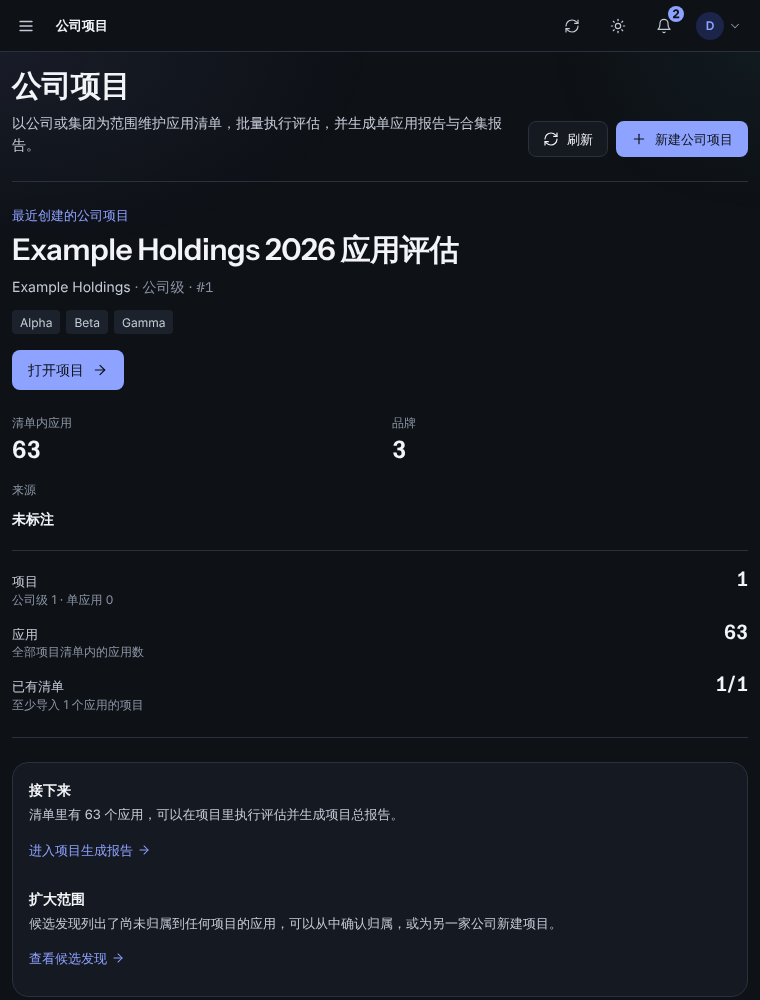 公司项目
2
D
公司项目
以公司或集团为范围维护应用清单，批量执行评估，并生成单应用报告与合集报
告。
刷新
新建公司项目
最近创建的公司项目
Example Holdings 2026 应用评估
Example Holdings · 公司级 · #1
Alpha
Beta
Gamma
打开项目
清单内应用
63
品牌
3
来源
未标注
项目
公司级 1 · 单应用 0
1
应用
全部项目清单内的应用数
63
已有清单
至少导入 1 个应用的项目
1/1
接下来
清单里有 63 个应用，可以在项目里执行评估并生成项目总报告。
进入项目生成报告
扩大范围
候选发现列出了尚未归属到任何项目的应用，可以从中确认归属，或为另一家公司新建项目。
查看候选发现